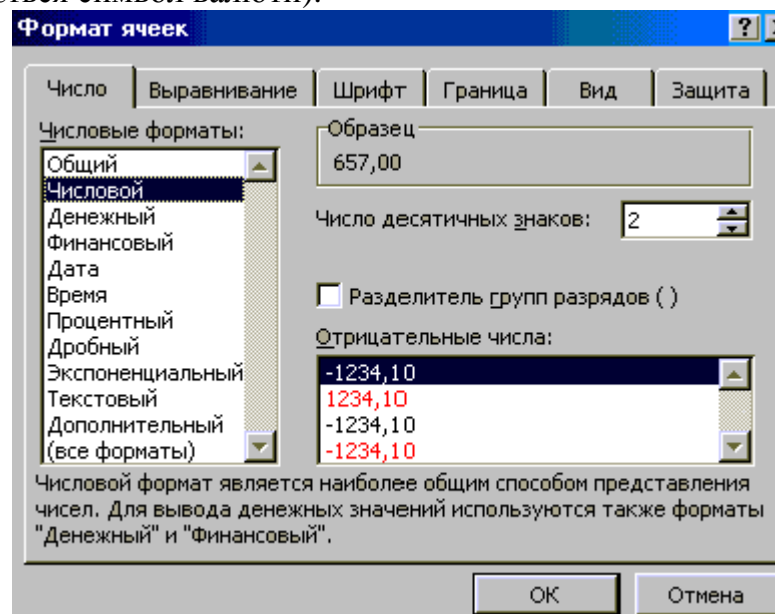 ться символ валюти).
Формат ячеек
Число Выравнивание Шрифт Граница Вид Защита
Числовые форматы:
Общий
Числовой
Денежный
Финансовый
Дата
Время
Процентный
Дробный
Экспоненциальный
Текстовый
Дополнительный
(все форматы)
Образец
657,00
Число десятичных знаков: 2
Разделитель групп разрядов ( )
Отрицательные числа:
-1234,10
1234,10
-1234,10
-1234,10
Числовой формат является наиболее общим способом представления
чисел. Для вывода денежных значений используются также форматы
"Денежный" и "Финансовый".
ОК Отмена